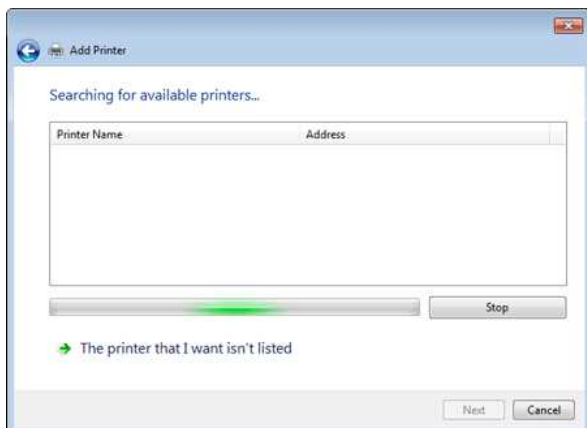 Add Printer
Searching for available printers...
Printer Name Address
Stop
The printer that I want isn't listed
Next Cancel